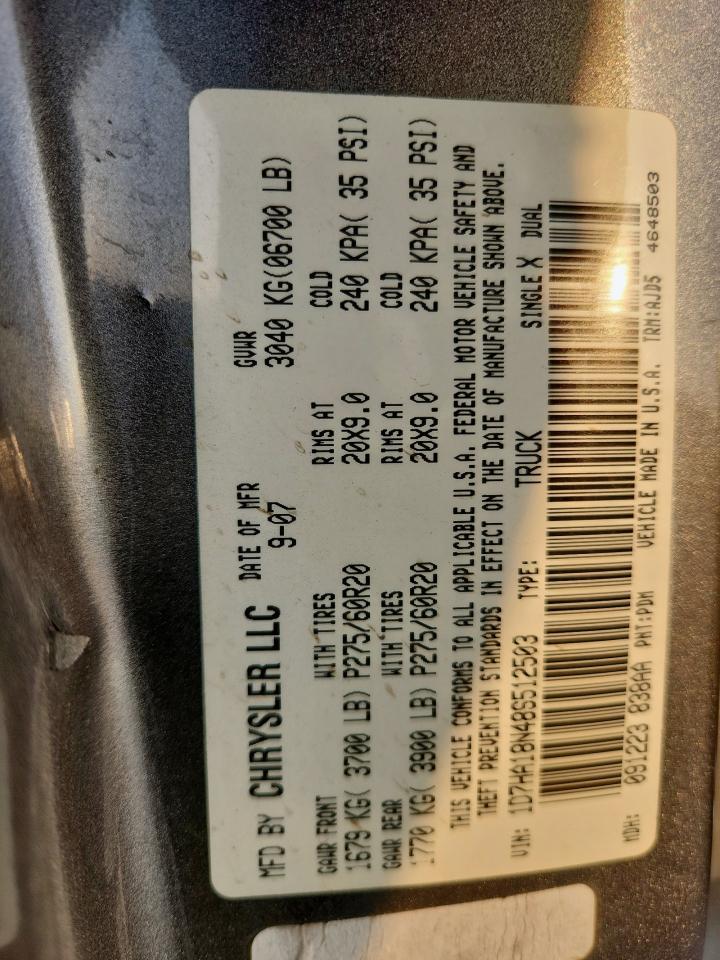 MFD BY CHRYSLER LLC DATE OF MFR GVWR
9-07 3040 KG(06700 LB)
GAWR FRONT WITH TIRES RIMS AT COLD
1679 KG( 3700 LB) P275/60R20 20X9.0 240 KPA( 35 PSI)
GAWR REAR WITH TIRES RIMS AT COLD
1770 KG( 3900 LB) P275/60R20 20X9.0 240 KPA( 35 PSI)
THIS VEHICLE CONFORMS TO ALL APPLICABLE U.S.A. FEDERAL MOTOR VEHICLE SAFETY AND
THEFT PREVENTION STANDARDS IN EFFECT ON THE DATE OF MANUFACTURE SHOWN ABOVE.
VIN: 1D7HA18N48S512503 TYPE: TRUCK SINGLE X DUAL
MDH: 091223 838AA PNT:PDM VEHICLE MADE IN U.S.A. TRM:AJD5 4648503